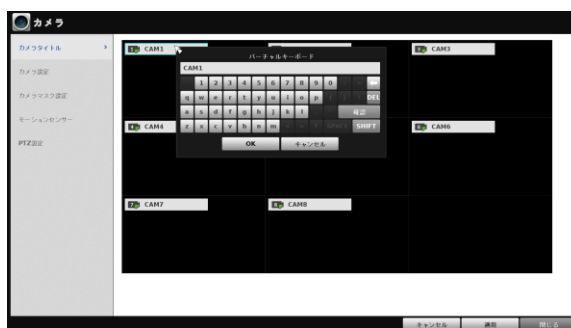 カメラ
カメラタイトル
カメラ設定
カメラマスク設定
モーションセンサー
PTZ設定
CAM1
CAM3
バーチャルキーボード
CAM1
1 2 3 4 5 6 7 8 9 0
q w e r t y u i o p DEL
a s d f g h j k l 確認
z x c v b n m SPACE SHIFT
OK キャンセル
CAM4
CAM6
CAM7
CAM8
キャンセル 適用 閉じる